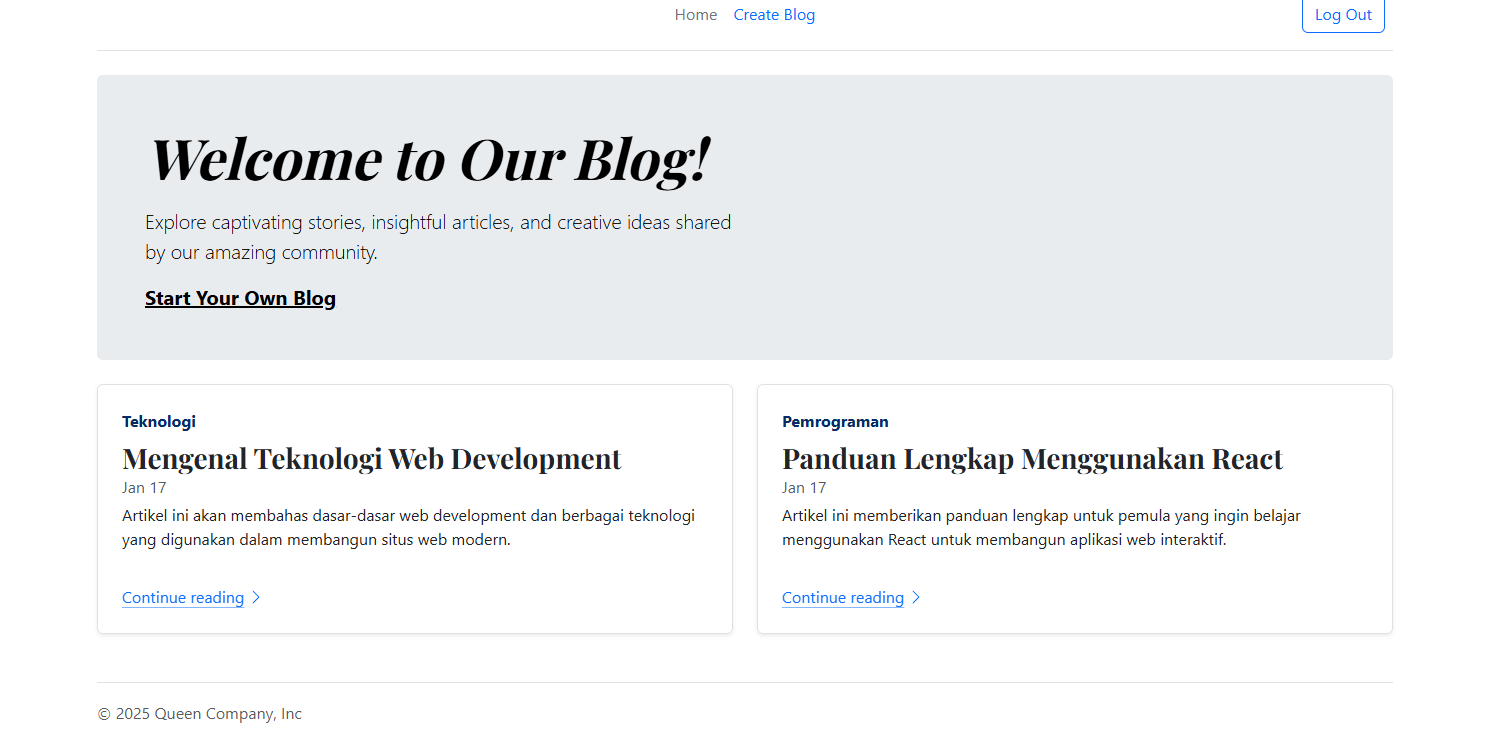 Home Create Blog Log Out
Welcome to Our Blog!
Explore captivating stories, insightful articles, and creative ideas shared
by our amazing community.
Start Your Own Blog
Teknologi
Mengenal Teknologi Web Development
Jan 17
Artikel ini akan membahas dasar-dasar web development dan berbagai teknologi
yang digunakan dalam membangun situs web modern.
Continue reading
Pemrograman
Panduan Lengkap Menggunakan React
Jan 17
Artikel ini memberikan panduan lengkap untuk pemula yang ingin belajar
menggunakan React untuk membangun aplikasi web interaktif.
Continue reading
© 2025 Queen Company, Inc